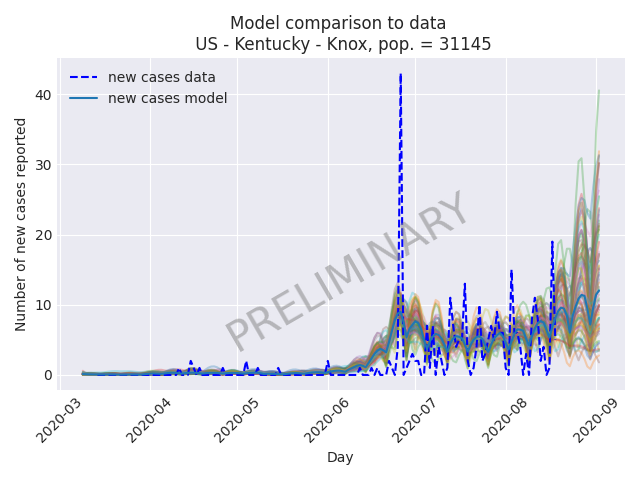 Model comparison to data
US - Kentucky - Knox, pop. = 31145
new cases data
new cases model
Number of new cases reported
40
30
20
10
0
PRELIMINARY
2020-03
2020-04
2020-05
2020-06
2020-07
2020-08
2020-09
Day